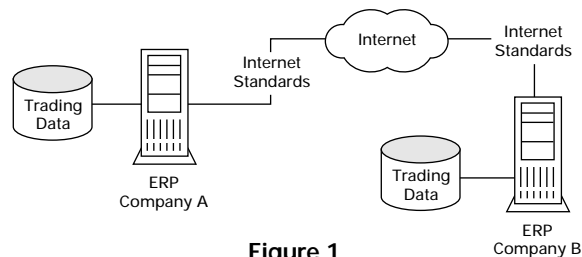 Internet
Internet
Standards
Internet
Standards
Trading
Data
ERP
Company A
Trading
Data
ERP
Company B
Figure 1